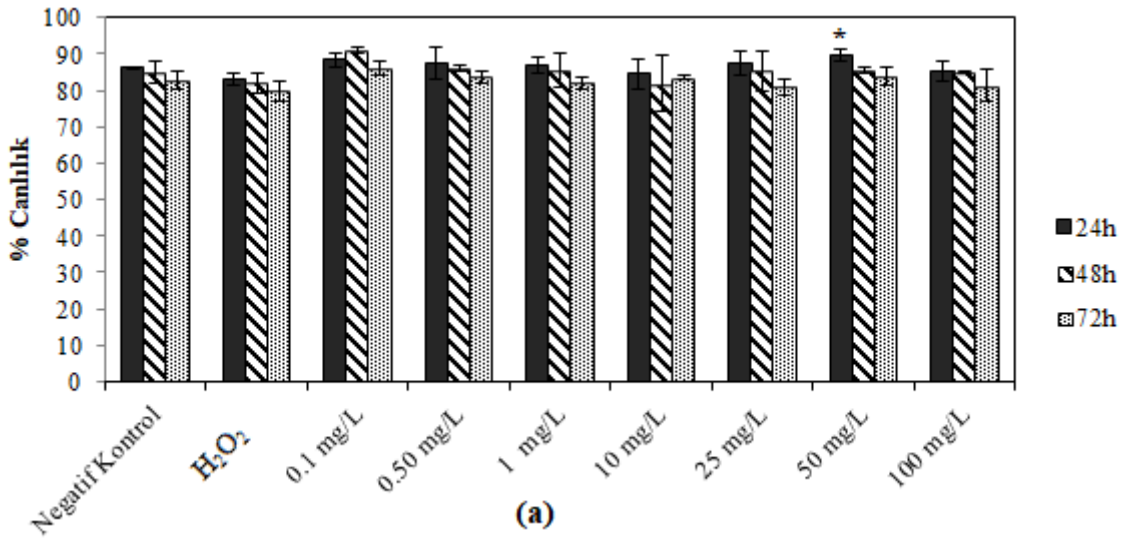 100
90
80
70
60
50
40
30
20
10
0
% Canlılık
*
Negatif Kontrol
H₂O₂
0.1 mg/L
0.50 mg/L
1 mg/L
10 mg/L
25 mg/L
50 mg/L
100 mg/L
24h
48h
72h
(a)